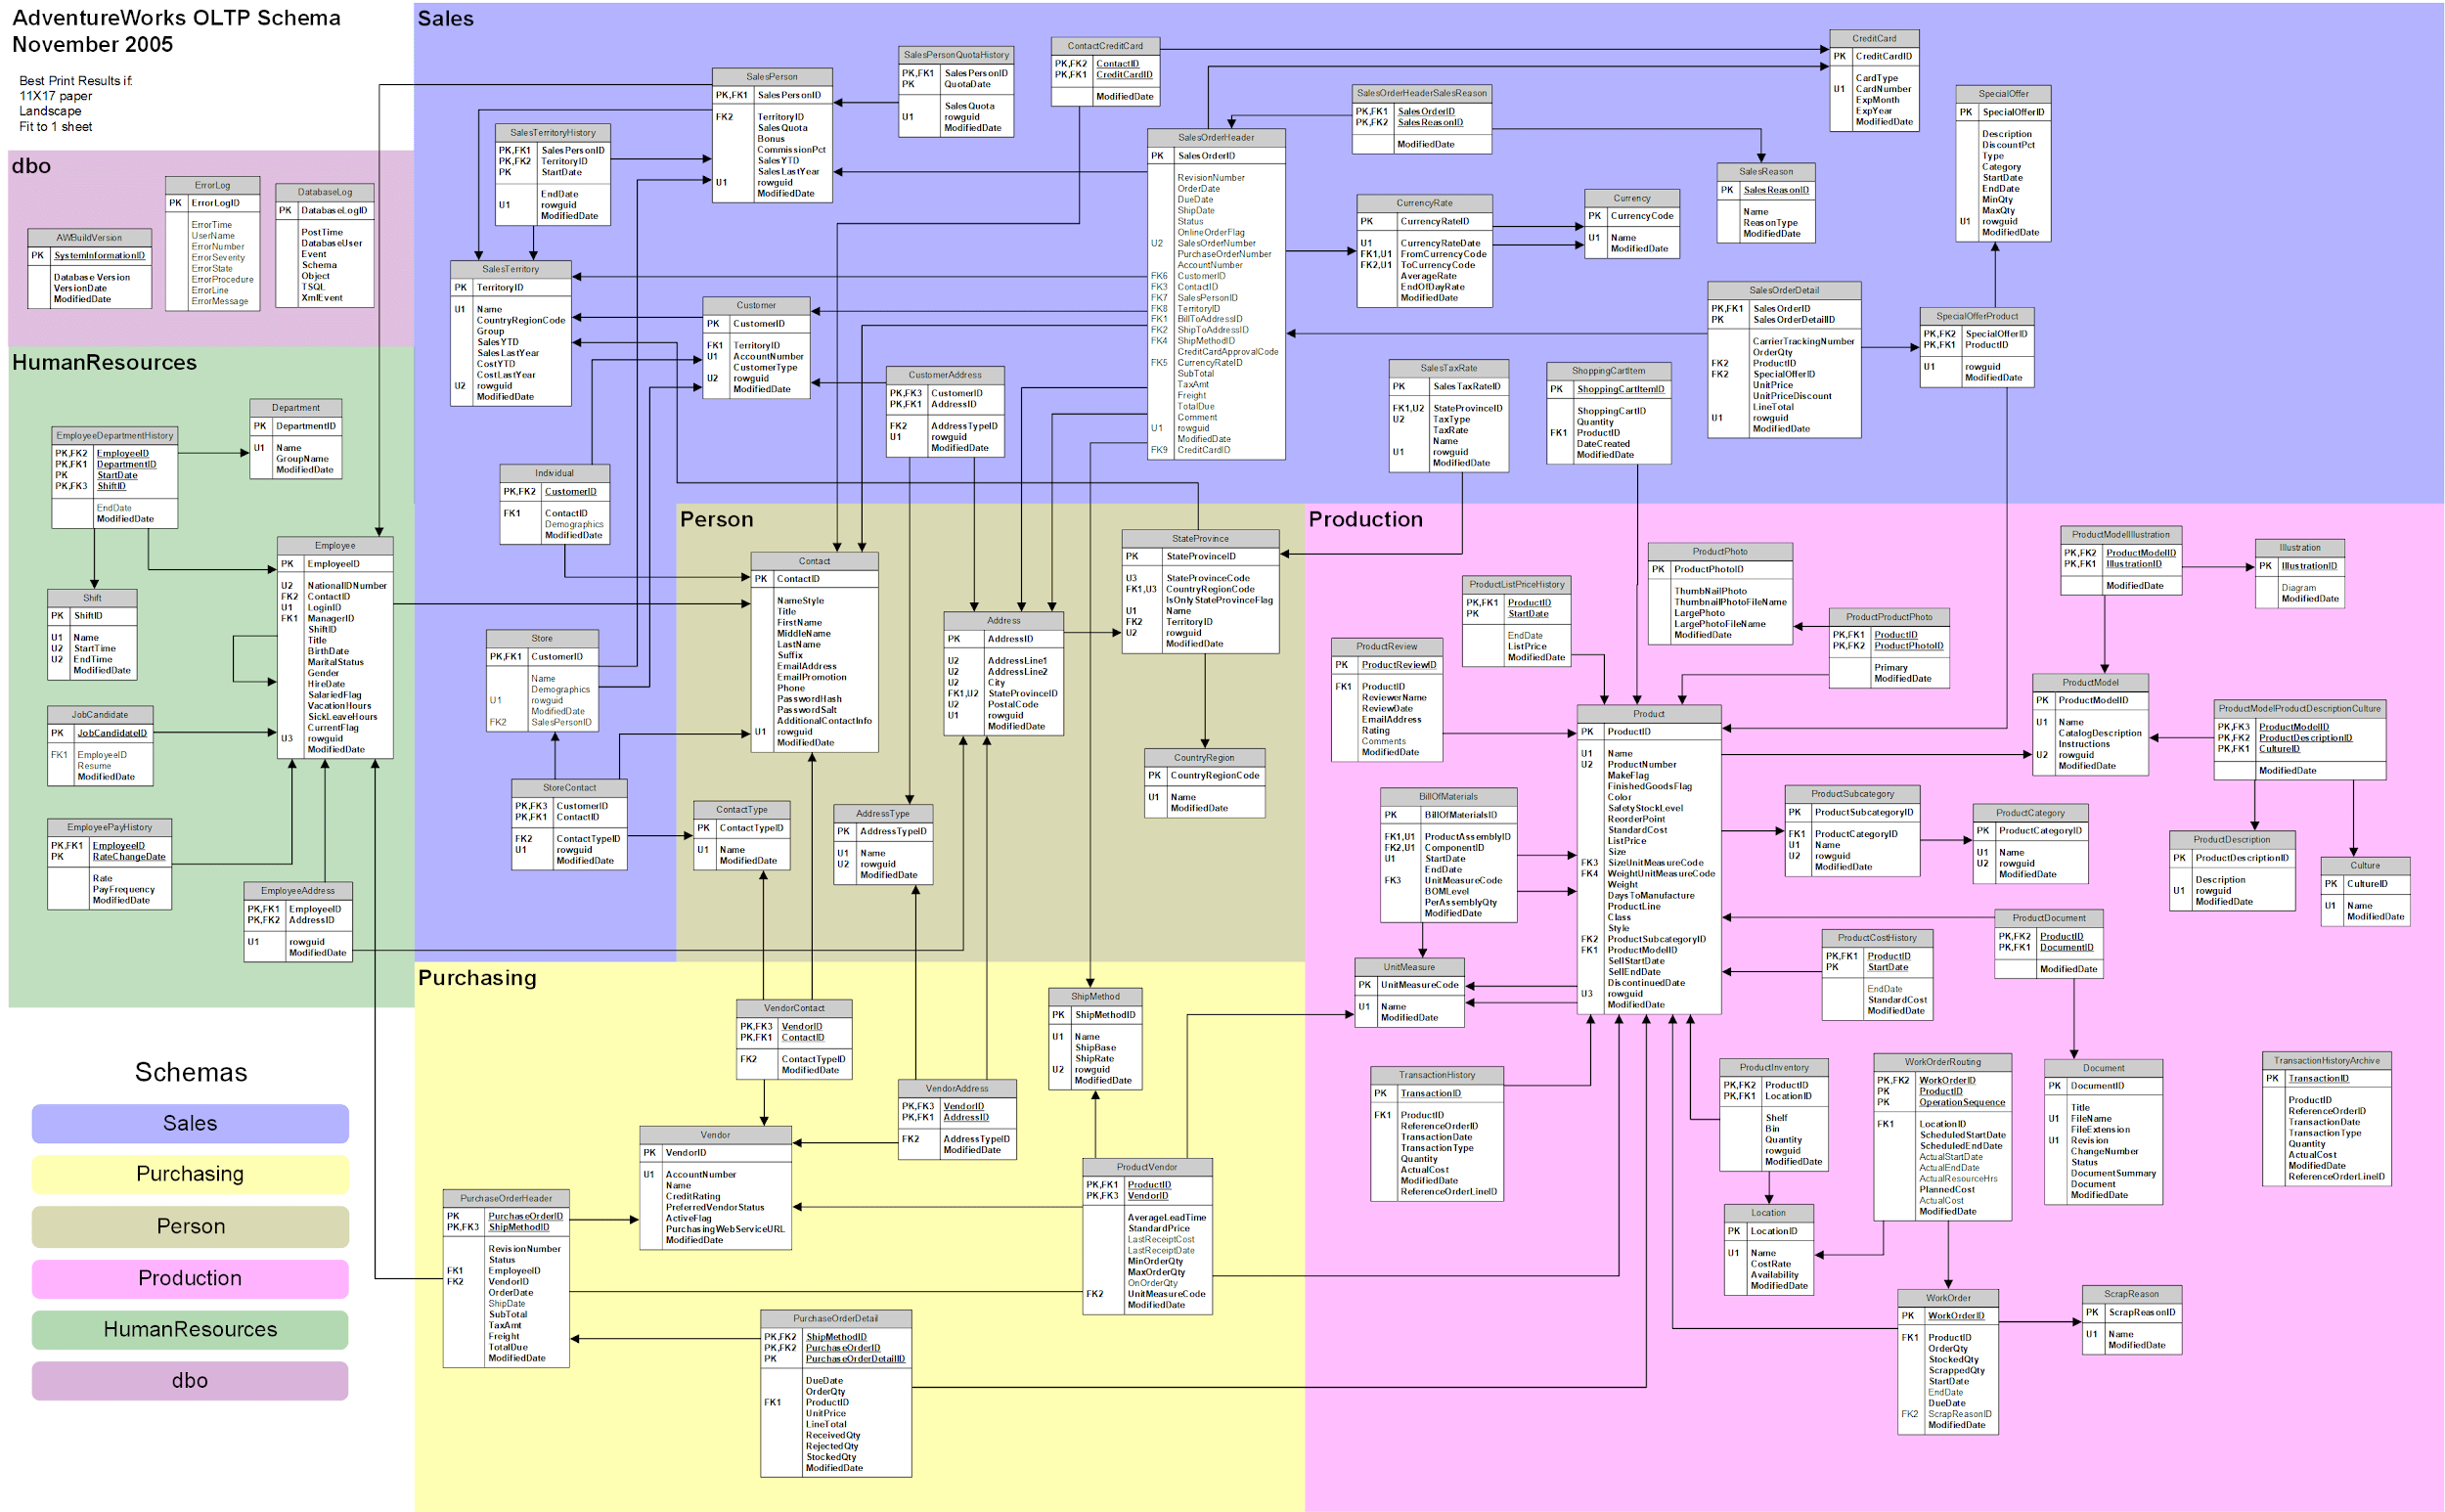 AdventureWorks OLTP Schema
November 2005
Best Print Results if:
11X17 paper
Landscape
Fit to 1 sheet
dbo
AWBuildVersion
PK SystemInformationID
Database Version
VersionDate
ModifiedDate
ErrorLog
PK ErrorLogID
ErrorTime
UserName
ErrorNumber
ErrorSeverity
ErrorState
ErrorProcedure
ErrorLine
ErrorMessage
DatabaseLog
PK DatabaseLogID
PostTime
DatabaseUser
Event
Schema
Object
TSQL
XmlEvent
HumanResources
Department
PK DepartmentID
U1 Name
GroupName
ModifiedDate
EmployeeDepartmentHistory
PK,FK2 EmployeeID
PK,FK1 DepartmentID
PK StartDate
PK,FK3 ShiftID
EndDate
ModifiedDate
Employee
PK EmployeeID
U2 NationalIDNumber
FK2 ContactID
U1 LoginID
FK1 ManagerID
ShiftID
Title
BirthDate
MaritalStatus
Gender
HireDate
SalariedFlag
VacationHours
SickLeaveHours
CurrentFlag
U3 rowguid
ModifiedDate
Shift
PK ShiftID
U1 Name
U2 StartTime
U2 EndTime
ModifiedDate
JobCandidate
PK JobCandidateID
FK1 EmployeeID
Resume
ModifiedDate
EmployeePayHistory
PK,FK1 EmployeeID
PK RateChangeDate
Rate
PayFrequency
ModifiedDate
EmployeeAddress
PK,FK1 EmployeeID
PK,FK2 AddressID
U1 rowguid
ModifiedDate
Schemas
Sales
Purchasing
Person
Production
HumanResources
dbo
Sales
SalesPerson
PK,FK1 SalesPersonID
FK2 TerritoryID
SalesQuota
Bonus
CommissionPct
SalesYTD
SalesLastYear
U1 rowguid
ModifiedDate
SalesPersonQuotaHistory
PK,FK1 SalesPersonID
PK QuotaDate
SalesQuota
U1 rowguid
ModifiedDate
ContactCreditCard
PK,FK2 ContactID
PK,FK1 CreditCardID
ModifiedDate
CreditCard
PK CreditCardID
CardType
U1 CardNumber
ExpMonth
ExpYear
ModifiedDate
SalesTerritoryHistory
PK,FK1 SalesPersonID
PK,FK2 TerritoryID
PK StartDate
EndDate
U1 rowguid
ModifiedDate
SalesOrderHeader
PK SalesOrderID
RevisionNumber
OrderDate
DueDate
ShipDate
Status
OnlineOrderFlag
U2 SalesOrderNumber
PurchaseOrderNumber
AccountNumber
FK6 CustomerID
FK3 ContactID
FK7 SalesPersonID
FK8 TerritoryID
FK1 BillToAddressID
FK2 ShipToAddressID
FK4 ShipMethodID
CreditCardApprovalCode
FK5 CurrencyRateID
SubTotal
TaxAmt
Freight
TotalDue
Comment
U1 rowguid
ModifiedDate
FK9 CreditCardID
SalesOrderHeaderSalesReason
PK,FK1 SalesOrderID
PK,FK2 SalesReasonID
ModifiedDate
SalesReason
PK SalesReasonID
Name
ReasonType
ModifiedDate
SpecialOffer
PK SpecialOfferID
Description
DiscountPct
Type
Category
StartDate
EndDate
MinQty
MaxQty
U1 rowguid
ModifiedDate
CurrencyRate
PK CurrencyRateID
U1 CurrencyRateDate
FK1,U1 FromCurrencyCode
FK2,U1 ToCurrencyCode
AverageRate
EndOfDayRate
ModifiedDate
Currency
PK CurrencyCode
U1 Name
ModifiedDate
SalesTerritory
PK TerritoryID
U1 Name
CountryRegionCode
Group
SalesYTD
SalesLastYear
CostYTD
CostLastYear
U2 rowguid
ModifiedDate
Customer
PK CustomerID
FK1 TerritoryID
U1 AccountNumber
CustomerType
U2 rowguid
ModifiedDate
CustomerAddress
PK,FK3 CustomerID
PK,FK1 AddressID
FK2 AddressTypeID
U1 rowguid
ModifiedDate
SalesOrderDetail
PK,FK1 SalesOrderID
PK SalesOrderDetailID
CarrierTrackingNumber
OrderQty
FK2 ProductID
FK2 SpecialOfferID
UnitPrice
UnitPriceDiscount
LineTotal
U1 rowguid
ModifiedDate
SpecialOfferProduct
PK,FK2 SpecialOfferID
PK,FK1 ProductID
U1 rowguid
ModifiedDate
SalesTaxRate
PK SalesTaxRateID
FK1,U2 StateProvinceID
U2 TaxType
TaxRate
Name
U1 rowguid
ModifiedDate
ShoppingCartItem
PK ShoppingCartItemID
ShoppingCartID
Quantity
FK1 ProductID
DateCreated
ModifiedDate
Individual
PK,FK2 CustomerID
FK1 ContactID
Demographics
ModifiedDate
Store
PK,FK1 CustomerID
Name
Demographics
U1 rowguid
ModifiedDate
FK2 SalesPersonID
StoreContact
PK,FK3 CustomerID
PK,FK1 ContactID
FK2 ContactTypeID
U1 rowguid
ModifiedDate
Person
Contact
PK ContactID
NameStyle
Title
FirstName
MiddleName
LastName
Suffix
EmailAddress
EmailPromotion
Phone
PasswordHash
PasswordSalt
AdditionalContactInfo
U1 rowguid
ModifiedDate
StateProvince
PK StateProvinceID
U3 StateProvinceCode
FK1,U3 CountryRegionCode
IsOnlyStateProvinceFlag
U1 Name
FK2 TerritoryID
U2 rowguid
ModifiedDate
Address
PK AddressID
U2 AddressLine1
U2 AddressLine2
U2 City
FK1,U2 StateProvinceID
U2 PostalCode
U1 rowguid
ModifiedDate
CountryRegion
PK CountryRegionCode
U1 Name
ModifiedDate
ContactType
PK ContactTypeID
U1 Name
ModifiedDate
AddressType
PK AddressTypeID
U1 Name
U2 rowguid
ModifiedDate
Purchasing
VendorContact
PK,FK3 VendorID
PK,FK1 ContactID
FK2 ContactTypeID
ModifiedDate
ShipMethod
PK ShipMethodID
U1 Name
ShipBase
ShipRate
U2 rowguid
ModifiedDate
VendorAddress
PK,FK3 VendorID
PK,FK1 AddressID
FK2 AddressTypeID
ModifiedDate
Vendor
PK VendorID
U1 AccountNumber
Name
CreditRating
PreferredVendorStatus
ActiveFlag
PurchasingWebServiceURL
ModifiedDate
ProductVendor
PK,FK1 ProductID
PK,FK3 VendorID
AverageLeadTime
StandardPrice
LastReceiptCost
LastReceiptDate
MinOrderQty
MaxOrderQty
OnOrderQty
FK2 UnitMeasureCode
ModifiedDate
PurchaseOrderHeader
PK PurchaseOrderID
PK,FK3 ShipMethodID
RevisionNumber
Status
FK1 EmployeeID
FK2 VendorID
OrderDate
ShipDate
SubTotal
TaxAmt
Freight
TotalDue
ModifiedDate
PurchaseOrderDetail
PK,FK2 ShipMethodID
PK,FK2 PurchaseOrderID
PK PurchaseOrderDetailID
DueDate
OrderQty
FK1 ProductID
UnitPrice
LineTotal
ReceivedQty
RejectedQty
StockedQty
ModifiedDate
Production
ProductModelIllustration
PK,FK2 ProductModelID
PK,FK1 IllustrationID
ModifiedDate
Illustration
PK IllustrationID
Diagram
ModifiedDate
ProductPhoto
PK ProductPhotoID
ThumbNailPhoto
ThumbnailPhotoFileName
LargePhoto
LargePhotoFileName
ModifiedDate
ProductListPriceHistory
PK,FK1 ProductID
PK StartDate
EndDate
ListPrice
ModifiedDate
ProductProductPhoto
PK,FK1 ProductID
PK,FK2 ProductPhotoID
Primary
ModifiedDate
ProductReview
PK ProductReviewID
FK1 ProductID
ReviewerName
ReviewDate
EmailAddress
Rating
Comments
ModifiedDate
ProductModel
PK ProductModelID
U1 Name
CatalogDescription
Instructions
U2 rowguid
ModifiedDate
ProductModelProductDescriptionCulture
PK,FK3 ProductModelID
PK,FK2 ProductDescriptionID
PK,FK1 CultureID
ModifiedDate
Product
PK ProductID
U1 Name
U2 ProductNumber
MakeFlag
FinishedGoodsFlag
Color
SafetyStockLevel
ReorderPoint
StandardCost
ListPrice
Size
FK3 SizeUnitMeasureCode
FK4 WeightUnitMeasureCode
Weight
DaysToManufacture
ProductLine
Class
Style
FK2 ProductSubcategoryID
FK1 ProductModelID
SellStartDate
SellEndDate
DiscontinuedDate
U3 rowguid
ModifiedDate
BillOfMaterials
PK BillOfMaterialsID
FK1,U1 ProductAssemblyID
FK2,U1 ComponentID
U1 StartDate
EndDate
FK3 UnitMeasureCode
BOMLevel
PerAssemblyQty
ModifiedDate
ProductSubcategory
PK ProductSubcategoryID
FK1 ProductCategoryID
U1 Name
U2 rowguid
ModifiedDate
ProductCategory
PK ProductCategoryID
U1 Name
U2 rowguid
ModifiedDate
ProductDescription
PK ProductDescriptionID
Description
U1 rowguid
ModifiedDate
Culture
PK CultureID
U1 Name
ModifiedDate
ProductDocument
PK,FK2 ProductID
PK,FK1 DocumentID
ModifiedDate
ProductCostHistory
PK,FK1 ProductID
PK StartDate
EndDate
StandardCost
ModifiedDate
UnitMeasure
PK UnitMeasureCode
U1 Name
ModifiedDate
TransactionHistory
PK TransactionID
FK1 ProductID
ReferenceOrderID
TransactionDate
TransactionType
Quantity
ActualCost
ModifiedDate
ReferenceOrderLineID
ProductInventory
PK,FK2 ProductID
PK,FK1 LocationID
Shelf
Bin
Quantity
rowguid
ModifiedDate
WorkOrderRouting
PK,FK2 WorkOrderID
PK ProductID
PK OperationSequence
FK1 LocationID
ScheduledStartDate
ScheduledEndDate
ActualStartDate
ActualEndDate
ActualResourceHrs
PlannedCost
ActualCost
ModifiedDate
Document
PK DocumentID
Title
U1 FileName
FileExtension
U1 Revision
ChangeNumber
Status
DocumentSummary
Document
ModifiedDate
TransactionHistoryArchive
PK TransactionID
ProductID
ReferenceOrderID
TransactionDate
TransactionType
Quantity
ActualCost
ModifiedDate
ReferenceOrderLineID
Location
PK LocationID
U1 Name
CostRate
Availability
ModifiedDate
WorkOrder
PK WorkOrderID
FK1 ProductID
OrderQty
StockedQty
ScrappedQty
StartDate
EndDate
DueDate
FK2 ScrapReasonID
ModifiedDate
ScrapReason
PK ScrapReasonID
U1 Name
ModifiedDate